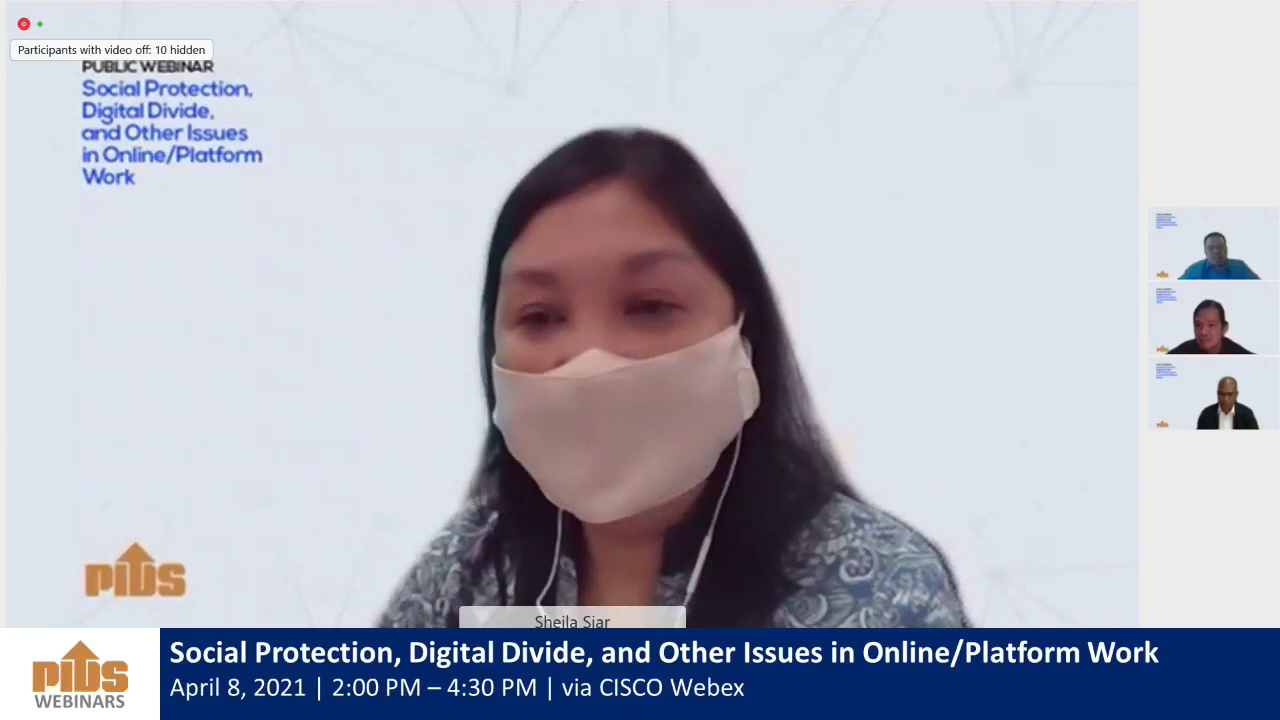 Participants with video off: 10 hidden
PUBLIC WEBINAR
Social Protection,
Digital Divide,
and Other Issues
in Online/Platform
Work
pids
Sheila Siar
pids
WEBINARS
Social Protection, Digital Divide, and Other Issues in Online/Platform Work
April 8, 2021 | 2:00 PM – 4:30 PM | via CISCO Webex